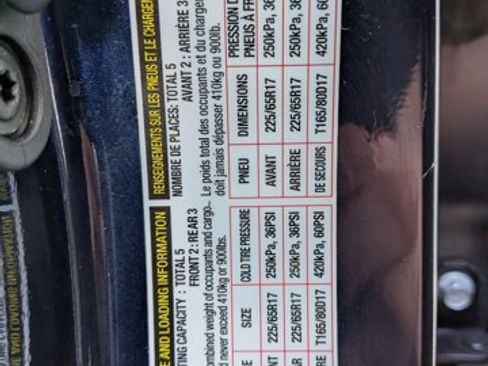 E AND LOADING INFORMATION
TING CAPACITY : TOTAL 5
FRONT 2 : REAR 3
ombined weight of occupants and cargo
d never exceed 410kg or 900lbs.
SIZE COLD TIRE PRESSURE
NT 225/65R17 250kPa, 36PSI
AR 225/65R17 250kPa, 36PSI
RE T165/80D17 420kPa, 60PSI
RENSEIGNEMENTS SUR LES PNEUS ET LE CHARGE
NOMBRE DE PLACES: TOTAL 5
AVANT 2 : ARRIÈRE 3
Le poids total des occupants et du charge
doit jamais dépasser 410kg ou 900lb.
PNEU DIMENSIONS PRESSION D
PNEUS À FR
AVANT 225/65R17 250kPa, 36
ARRIÈRE 225/65R17 250kPa, 36
DE SECOURS T165/80D17 420kPa, 60